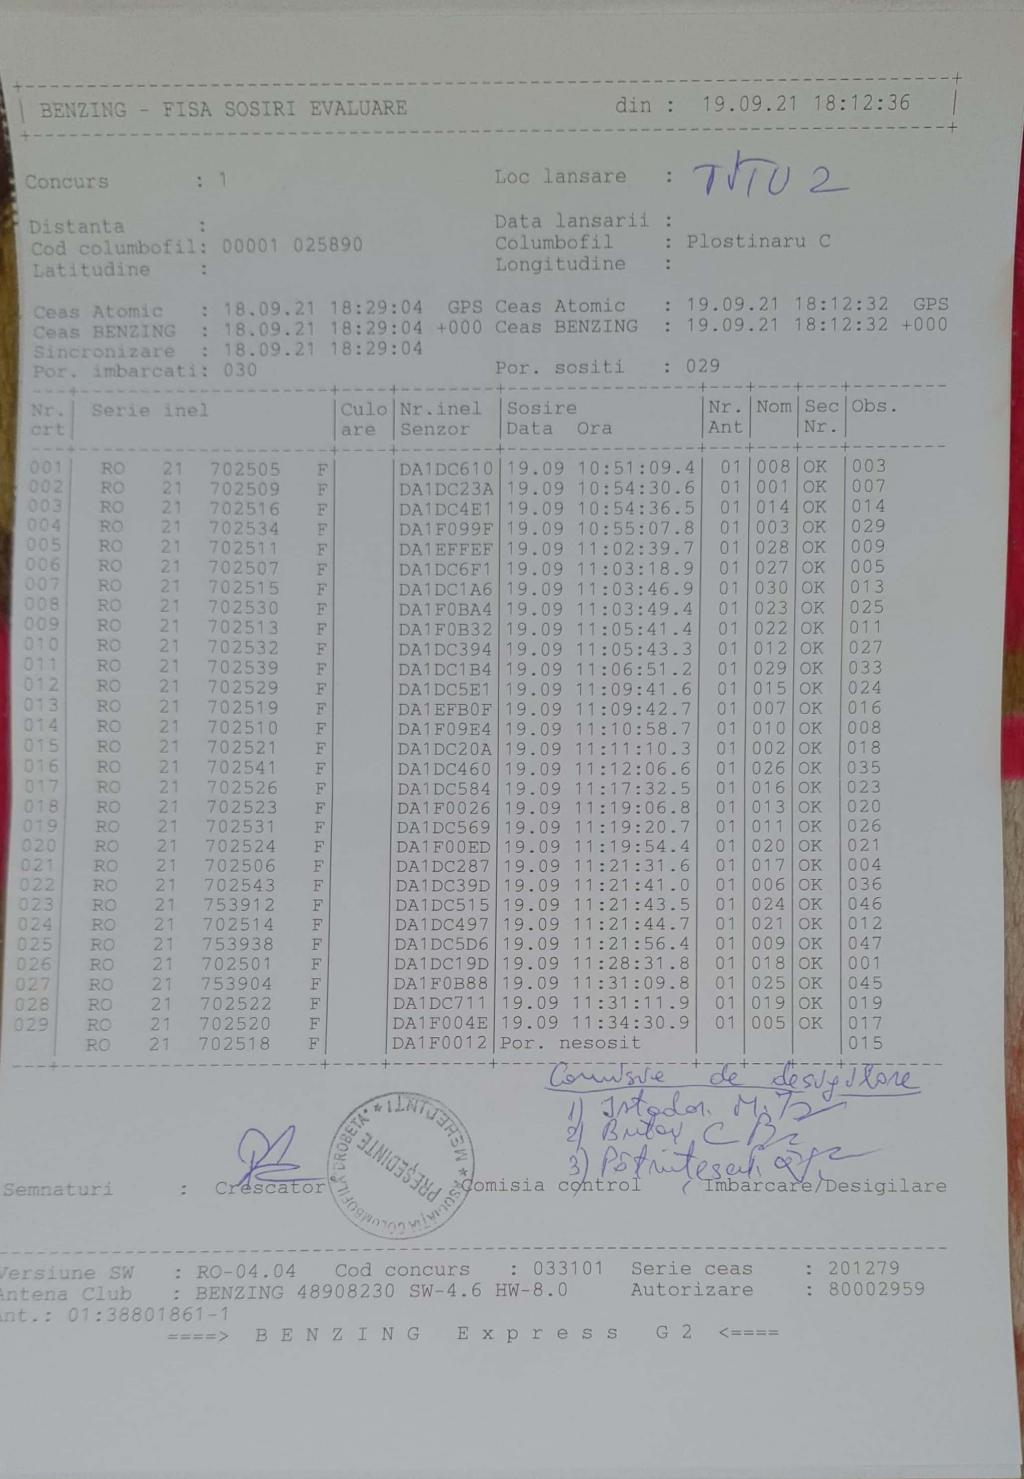 BENZING - FISA SOSIRI EVALUARE din : 19.09.21 18:12:36
Concurs : 1 Loc lansare : TITU 2
Distanta : Data lansarii :
Cod columbofil: 00001 025890 Columbofil : Plostinaru C
Latitudine : Longitudine :
Ceas Atomic : 18.09.21 18:29:04 GPS Ceas Atomic : 19.09.21 18:12:32 GPS
Ceas BENZING : 18.09.21 18:29:04 +000 Ceas BENZING : 19.09.21 18:12:32 +000
Sincronizare : 18.09.21 18:29:04
Por. imbarcati: 030 Por. sositi : 029
Nr. Serie inel Culo Nr.inel Sosire Nr. Nom Sec Obs.
crt are Senzor Data Ora Ant Nr.
001 RO 21 702505 F DA1DC610 19.09 10:51:09.4 01 008 OK 003
002 RO 21 702509 F DA1DC23A 19.09 10:54:30.6 01 001 OK 007
003 RO 21 702516 F DA1DC4E1 19.09 10:54:36.5 01 014 OK 014
004 RO 21 702534 F DA1F099F 19.09 10:55:07.8 01 003 OK 029
005 RO 21 702511 F DA1EFFEF 19.09 11:02:39.7 01 028 OK 009
006 RO 21 702507 F DA1DC6F1 19.09 11:03:18.9 01 027 OK 005
007 RO 21 702515 F DA1DC1A6 19.09 11:03:46.9 01 030 OK 013
008 RO 21 702530 F DA1F0BA4 19.09 11:03:49.4 01 023 OK 025
009 RO 21 702513 F DA1F0B32 19.09 11:05:41.4 01 022 OK 011
010 RO 21 702532 F DA1DC394 19.09 11:05:43.3 01 012 OK 027
011 RO 21 702539 F DA1DC1B4 19.09 11:06:51.2 01 029 OK 033
012 RO 21 702529 F DA1DC5E1 19.09 11:09:41.6 01 015 OK 024
013 RO 21 702519 F DA1EFB0F 19.09 11:09:42.7 01 007 OK 016
014 RO 21 702510 F DA1F09E4 19.09 11:10:58.7 01 010 OK 008
015 RO 21 702521 F DA1DC20A 19.09 11:11:10.3 01 002 OK 018
016 RO 21 702541 F DA1DC460 19.09 11:12:06.6 01 026 OK 035
017 RO 21 702526 F DA1DC584 19.09 11:17:32.5 01 016 OK 023
018 RO 21 702523 F DA1F0026 19.09 11:19:06.8 01 013 OK 020
019 RO 21 702531 F DA1DC569 19.09 11:19:20.7 01 011 OK 026
020 RO 21 702524 F DA1F00ED 19.09 11:19:54.4 01 020 OK 021
021 RO 21 702506 F DA1DC287 19.09 11:21:31.6 01 017 OK 004
022 RO 21 702543 F DA1DC39D 19.09 11:21:41.0 01 006 OK 036
023 RO 21 753912 F DA1DC515 19.09 11:21:43.5 01 024 OK 046
024 RO 21 702514 F DA1DC497 19.09 11:21:44.7 01 021 OK 012
025 RO 21 753938 F DA1DC5D6 19.09 11:21:56.4 01 009 OK 047
026 RO 21 702501 F DA1DC19D 19.09 11:28:31.8 01 018 OK 001
027 RO 21 753904 F DA1F0B88 19.09 11:31:09.8 01 025 OK 045
028 RO 21 702522 F DA1DC711 19.09 11:31:11.9 01 019 OK 019
029 RO 21 702520 F DA1F004E 19.09 11:34:30.9 01 005 OK 017
RO 21 702518 F DA1F0012 Por. nesosit 015
Comisie de desigilare
1) Istodor M.
2) C
3)
* ASOCIAȚIA COLUMBOFILĂ DROBETA * MEHEDINȚI
PREȘEDINTE
Semnaturi : Crescator Comisia control Imbarcare/Desigilare
Versiune SW : RO-04.04 Cod concurs : 033101 Serie ceas : 201279
Antena Club : BENZING 48908230 SW-4.6 HW-8.0 Autorizare : 80002959
Ant.: 01:38801861-1
====> B E N Z I N G E x p r e s s G 2 <====